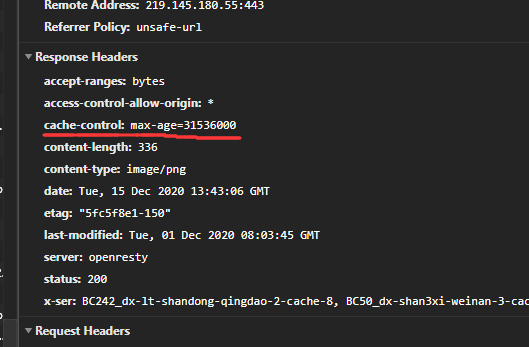 Remote Address: 219.145.180.55:443
Referrer Policy: unsafe-url
Response Headers
accept-ranges: bytes
access-control-allow-origin: *
cache-control: max-age=31536000
content-length: 336
content-type: image/png
date: Tue, 15 Dec 2020 13:43:06 GMT
etag: "5fc5f8e1-150"
last-modified: Tue, 01 Dec 2020 08:03:45 GMT
server: openresty
status: 200
x-ser: BC242_dx-lt-shandong-qingdao-2-cache-8, BC50_dx-shan3xi-weinan-3-cac
Request Headers